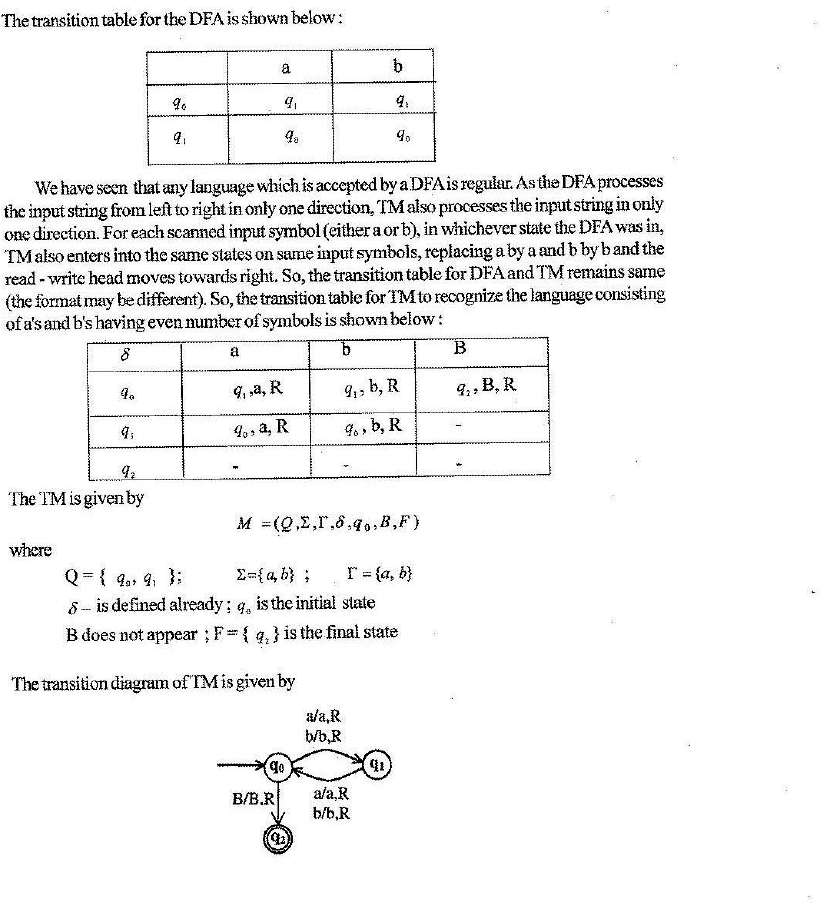 The transition table for the DFA is shown below :
a b
q₀ q₁ q₁
q₁ q₀ q₀
We have seen that any language which is accepted by a DFA is regular. As the DFA processes
the input string from left to right in only one direction, TM also processes the input string in only
one direction. For each scanned input symbol (either a or b), in whichever state the DFA was in,
TM also enters into the same states on same input symbols, replacing a by a and b by b and the
read - write head moves towards right. So, the transition table for DFA and TM remains same
(the format may be different). So, the transition table for TM to recognize the language consisting
of a's and b's having even number of symbols is shown below :
δ a b B
q₀ q₁,a, R q₁, b, R q₂, B, R
q₁ q₀, a, R q₀, b, R -
q₂ - - -
The TM is given by
M =(Q,Σ,Γ,δ,q₀,B,F)
where
Q = { q₀, q₁ }; Σ={a, b} ; Γ = {a, b}
δ – is defined already ; q₀ is the initial state
B does not appear ; F = { q₂ } is the final state
The transition diagram of TM is given by
a/a,R
b/b,R
q0 q1
B/B,R a/a,R
b/b,R
q2